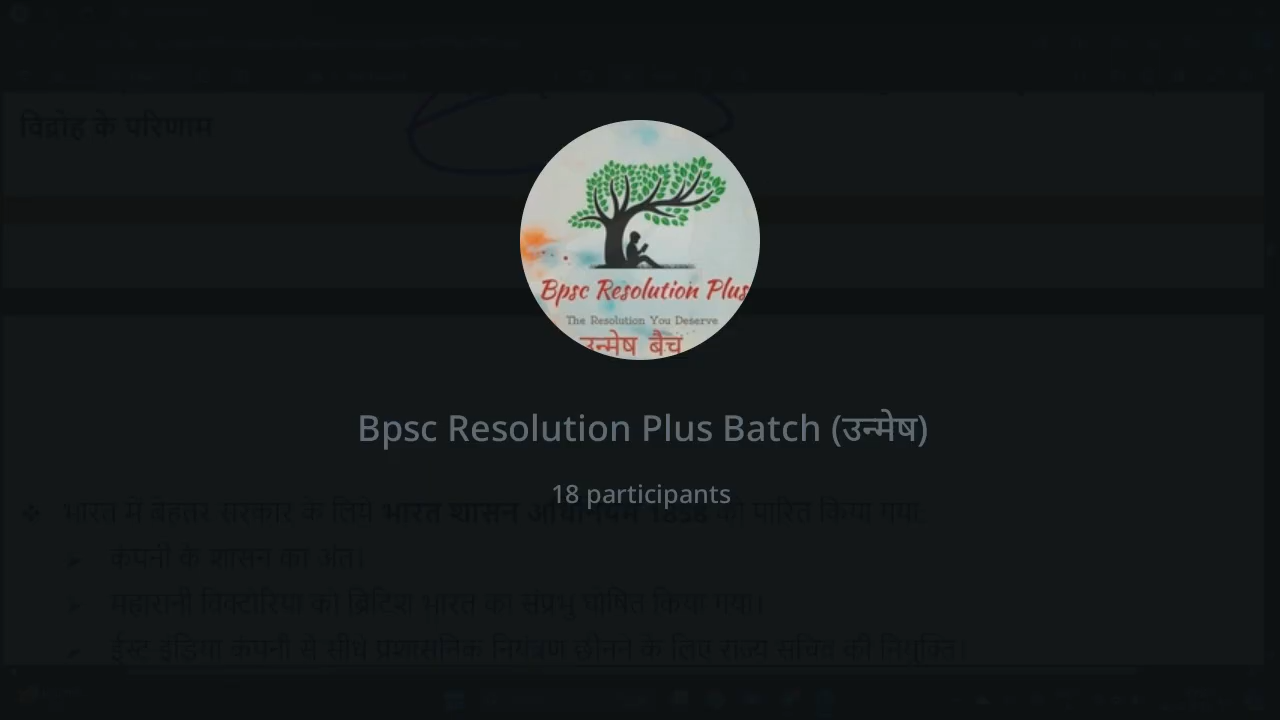 विद्रोह के परिणाम
Bpsc Resolution Plus
The Resolution You Deserve
उन्मेष बैच
Bpsc Resolution Plus Batch (उन्मेष)
18 participants
भारत में बेहतर सरकार के लिये भारत शासन अधिनियम 1858 को पारित किया गया.
कंपनी के शासन का अंत।
महारानी विक्टोरिया को ब्रिटिश भारत का संप्रभु घोषित किया गया।
ईस्ट इंडिया कंपनी से सीधे प्रशासनिक नियंत्रण छीनने के लिए राज्य सचिव की नियुक्ति।